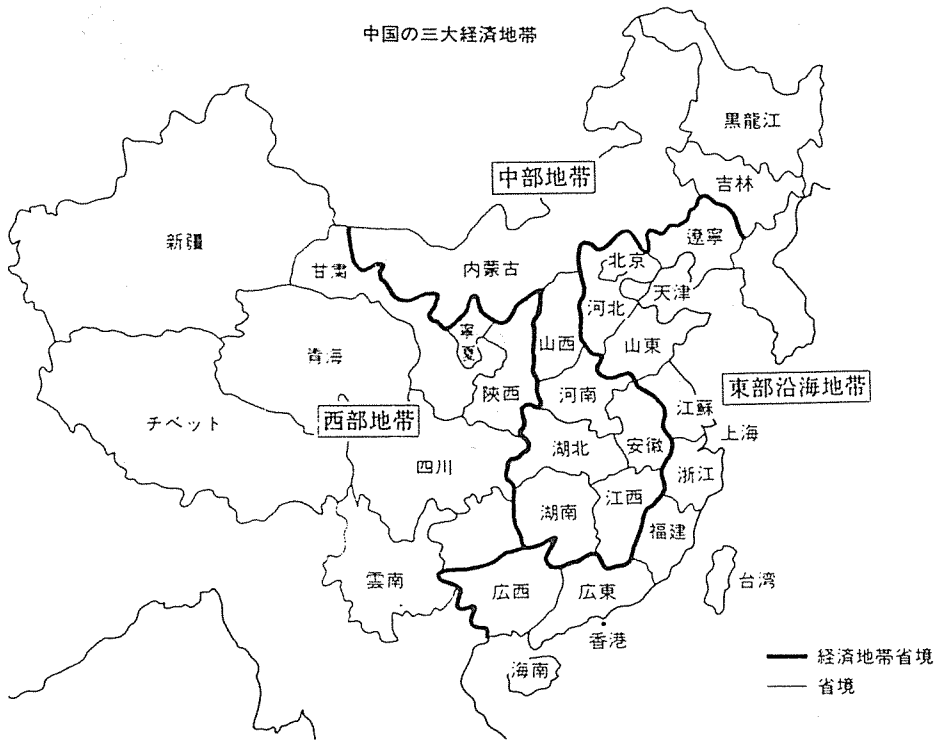 中国の三大経済地帯
黒龍江
中部地帯
吉林
新疆
甘粛
内蒙古
遼寧
北京
天津
河北
寧夏
山西
山東
青海
陝西
河南
東部沿海地帯
チベット
西部地帯
江蘇
上海
四川
湖北
安徽
浙江
湖南
江西
福建
雲南
広西
広東
台湾
香港
海南
経済地帯省境
省境